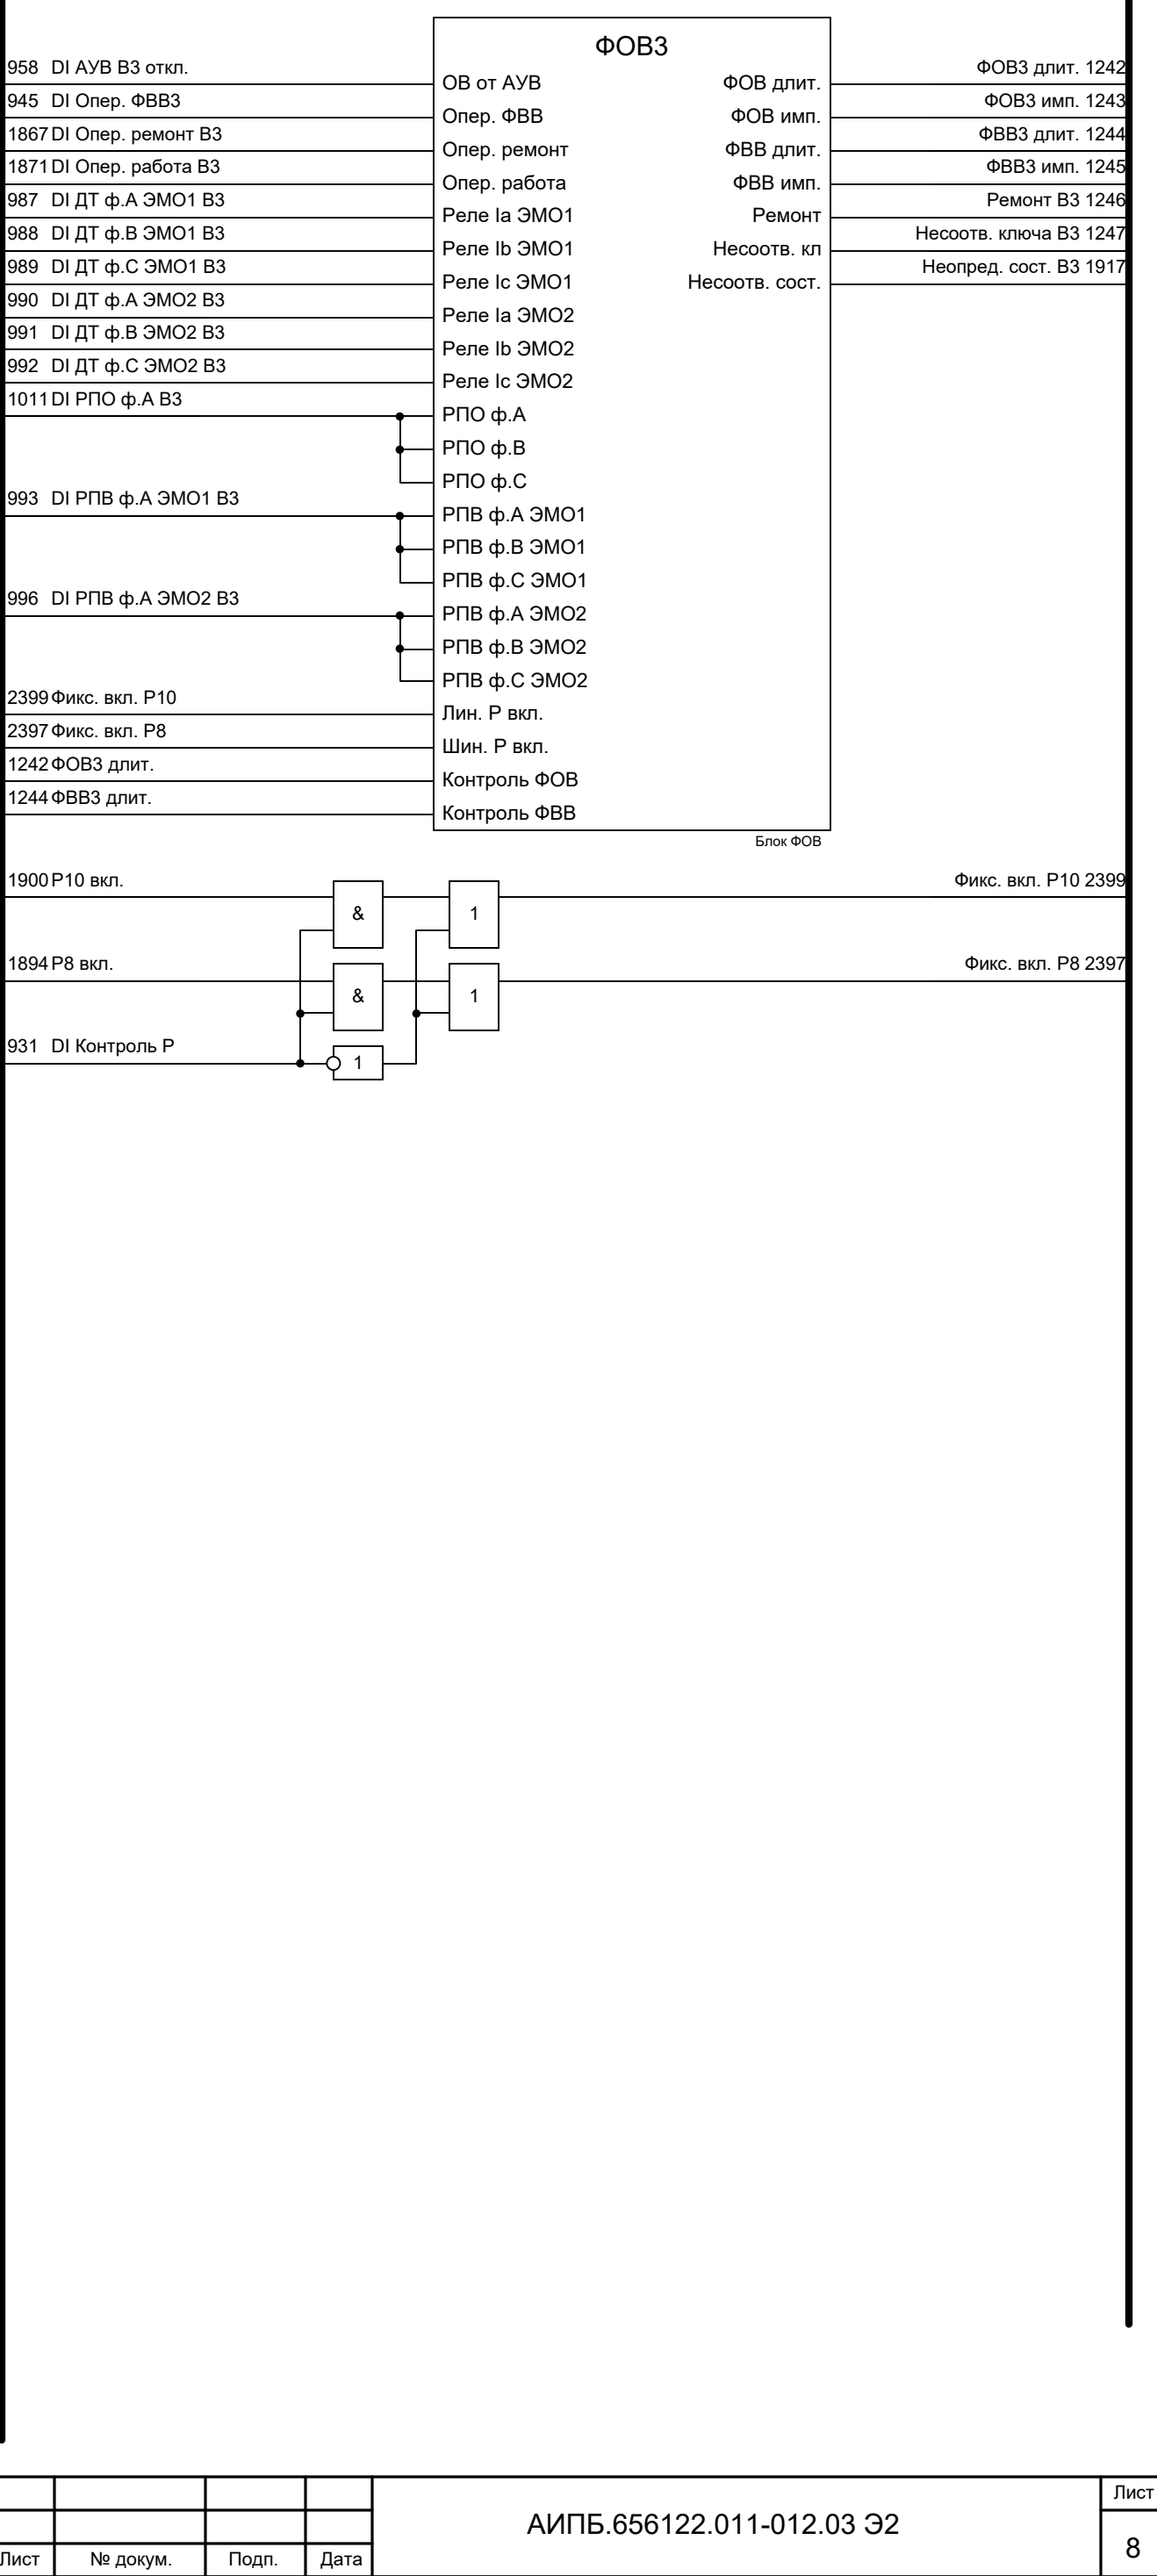 ФОВ3
958 DI АУВ В3 откл.
ОВ от АУВ
ФОВ длит.
ФОВ3 длит. 1242
945 DI Опер. ФВВ3
Опер. ФВВ
ФОВ имп.
ФОВ3 имп. 1243
1867 DI Опер. ремонт В3
Опер. ремонт
ФВВ длит.
ФВВ3 длит. 1244
1871 DI Опер. работа В3
Опер. работа
ФВВ имп.
ФВВ3 имп. 1245
987 DI ДТ ф.А ЭМО1 В3
Реле Ia ЭМО1
Ремонт
Ремонт В3 1246
988 DI ДТ ф.В ЭМО1 В3
Реле Ib ЭМО1
Несоотв. кл
Несоотв. ключа В3 1247
989 DI ДТ ф.С ЭМО1 В3
Реле Ic ЭМО1
Несоотв. сост.
Неопред. сост. В3 1917
990 DI ДТ ф.А ЭМО2 В3
Реле Ia ЭМО2
991 DI ДТ ф.В ЭМО2 В3
Реле Ib ЭМО2
992 DI ДТ ф.С ЭМО2 В3
Реле Ic ЭМО2
1011 DI РПО ф.А В3
РПО ф.А
РПО ф.В
РПО ф.С
993 DI РПВ ф.А ЭМО1 В3
РПВ ф.А ЭМО1
РПВ ф.В ЭМО1
РПВ ф.С ЭМО1
996 DI РПВ ф.А ЭМО2 В3
РПВ ф.А ЭМО2
РПВ ф.В ЭМО2
РПВ ф.С ЭМО2
2399 Фикс. вкл. Р10
Лин. Р вкл.
2397 Фикс. вкл. Р8
Шин. Р вкл.
1242 ФОВ3 длит.
Контроль ФОВ
1244 ФВВ3 длит.
Контроль ФВВ
Блок ФОВ
1900 Р10 вкл.
&
1
Фикс. вкл. Р10 2399
1894 Р8 вкл.
&
1
Фикс. вкл. Р8 2397
931 DI Контроль Р
1
АИПБ.656122.011-012.03 Э2
Лист
8
Лист
№ докум.
Подп.
Дата